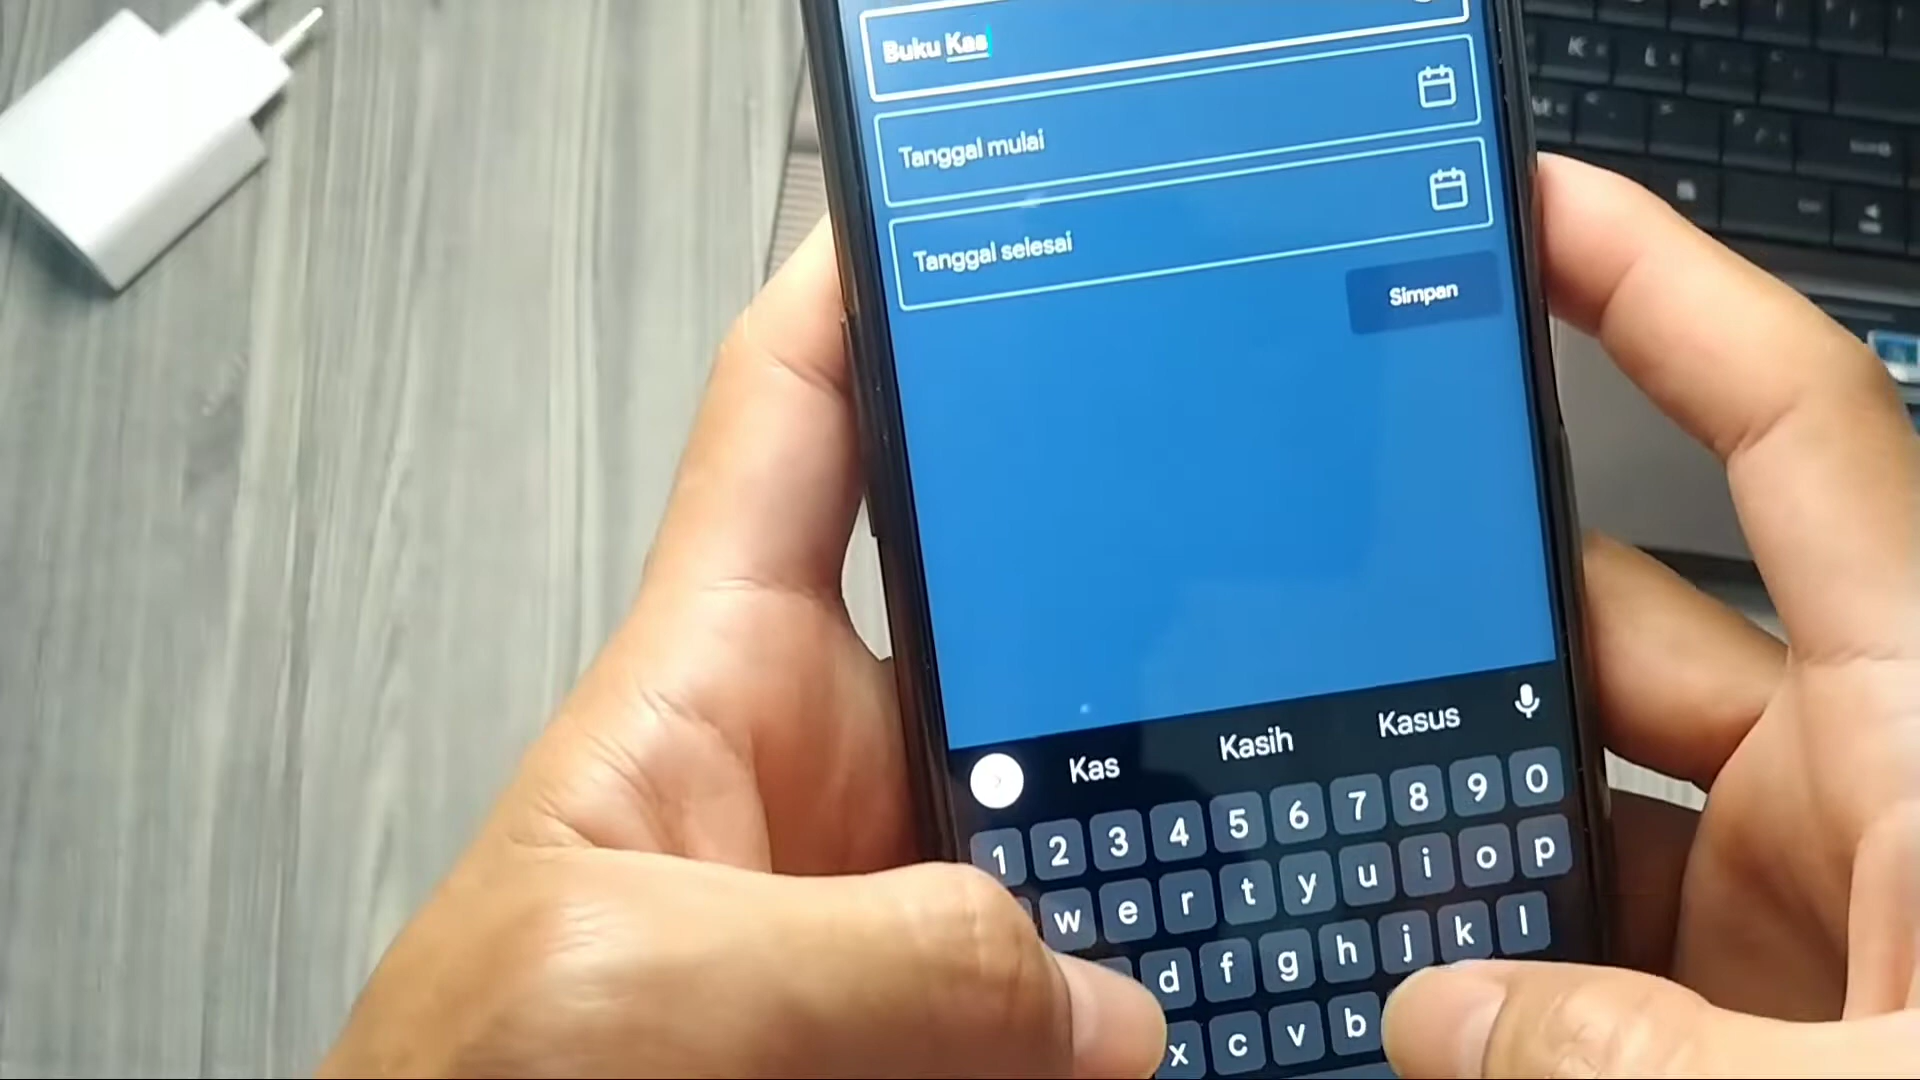 Buku Kas
Tanggal mulai
Tanggal selesai
Simpan
Kas Kasih Kasus
1 2 3 4 5 6 7 8 9 0
w e r t y u i o p
d f g h j k l
x c v b